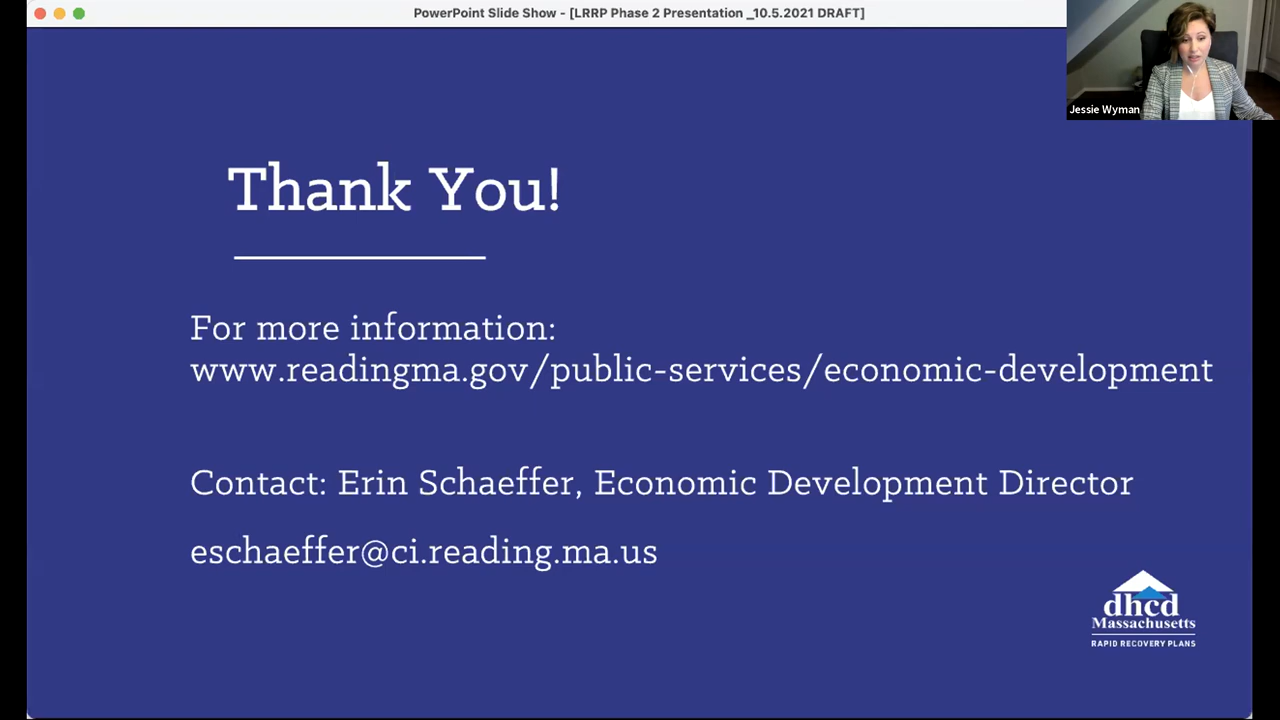 PowerPoint Slide Show - [LRRP Phase 2 Presentation _10.5.2021 DRAFT]
Jessie Wyman
Thank You!
For more information:
www.readingma.gov/public-services/economic-development
Contact: Erin Schaeffer, Economic Development Director
eschaeffer@ci.reading.ma.us
dhcd
Massachusetts
RAPID RECOVERY PLANS